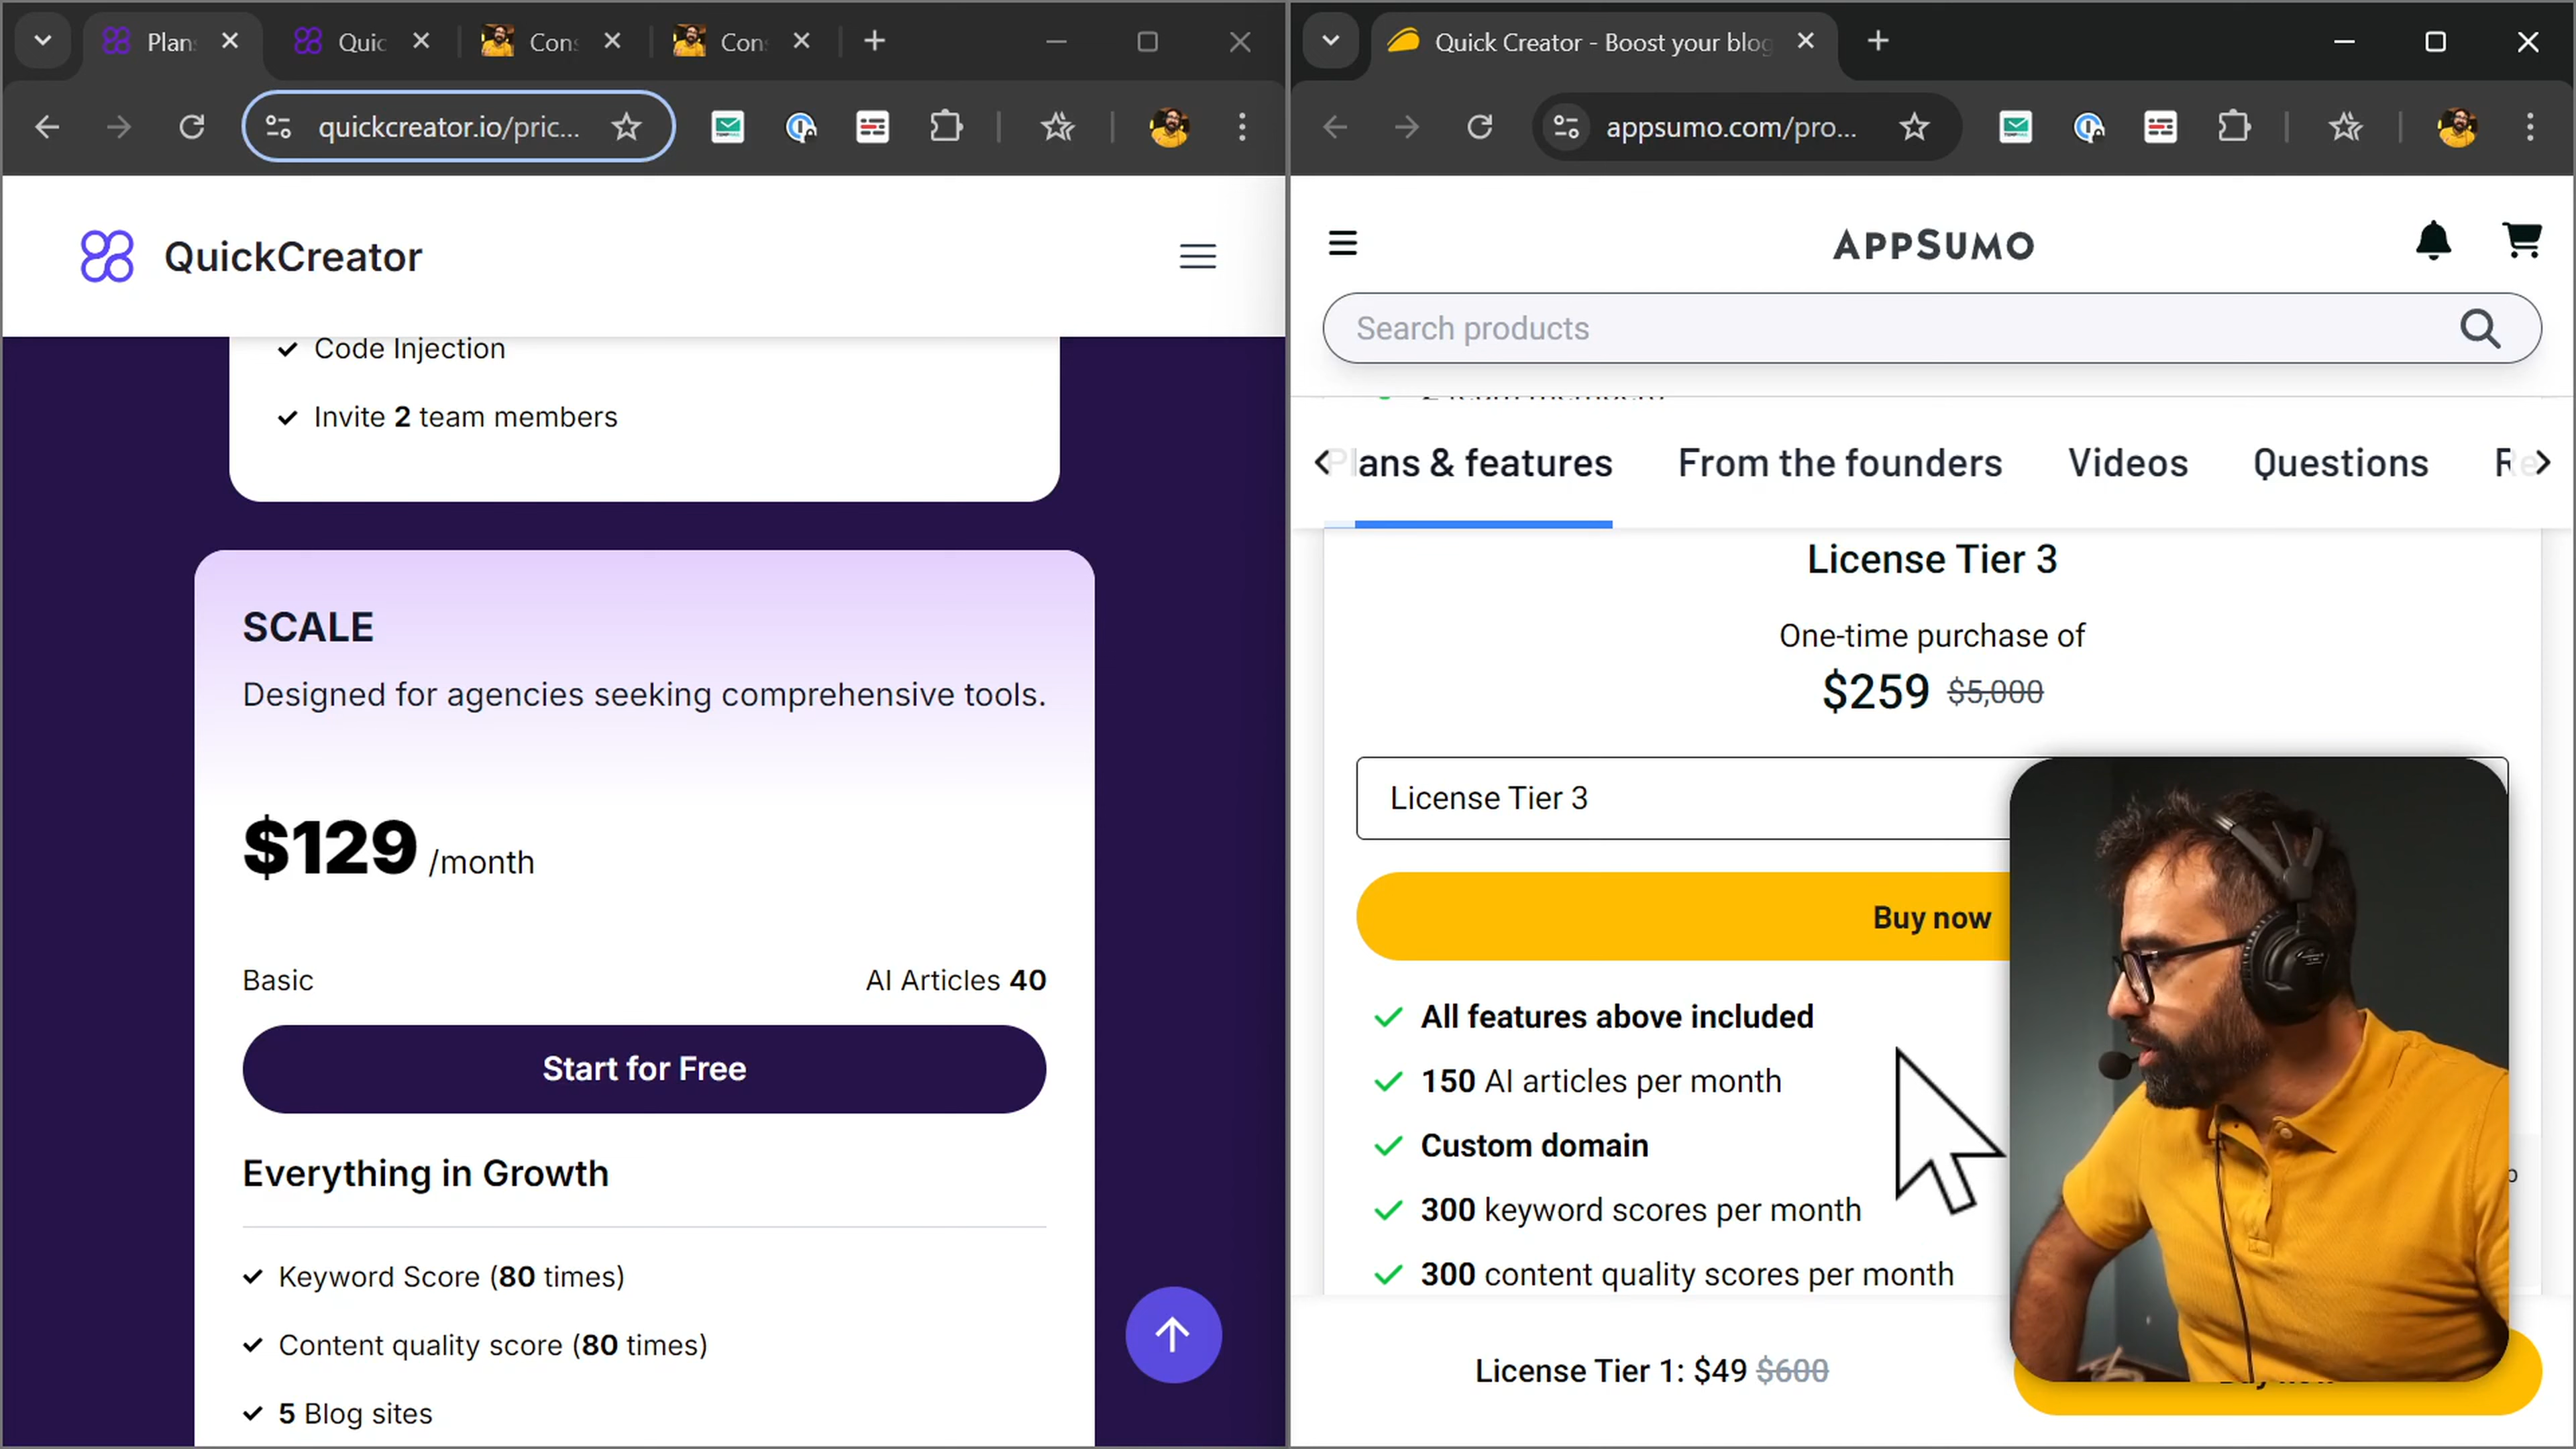 Plans
Quic
Cons
Cons
quickcreator.io/pric...
QuickCreator
Code Injection
Invite 2 team members
SCALE
Designed for agencies seeking comprehensive tools.
$129 /month
Basic
AI Articles 40
Start for Free
Everything in Growth
Keyword Score (80 times)
Content quality score (80 times)
5 Blog sites
Quick Creator - Boost your blog
appsumo.com/pro...
APPSUMO
Search products
Plans & features
From the founders
Videos
Questions
Re
License Tier 3
One-time purchase of
$259 $5,000
License Tier 3
Buy now
All features above included
150 AI articles per month
Custom domain
300 keyword scores per month
300 content quality scores per month
License Tier 1: $49 $600